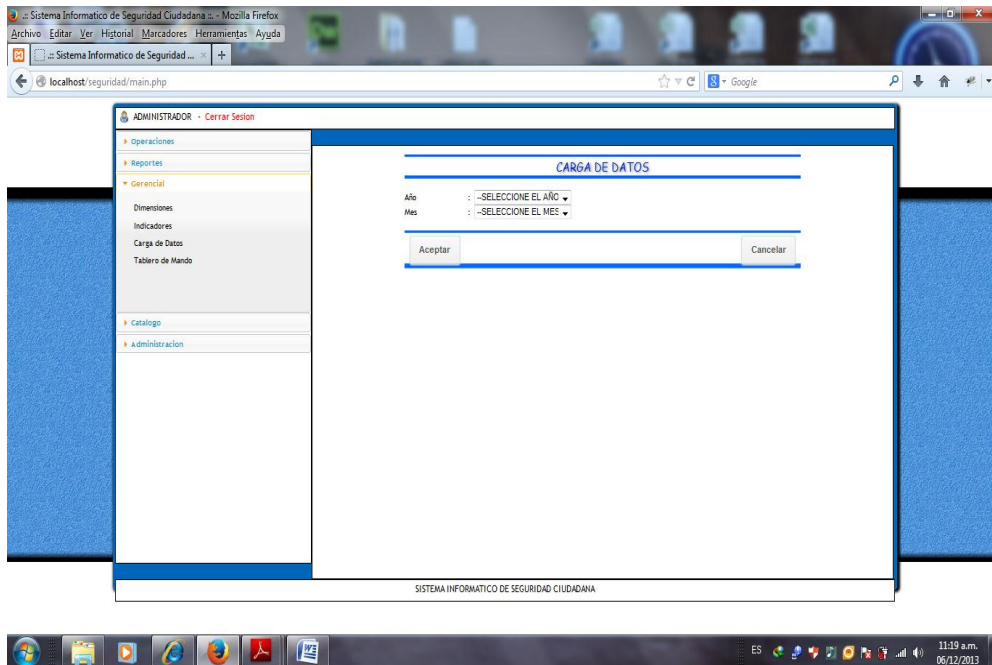 .:: Sistema Informatico de Seguridad Ciudadana ::. - Mozilla Firefox
Archivo Editar Ver Historial Marcadores Herramientas Ayuda
.:: Sistema Informatico de Seguridad ... × +
localhost/seguridad/main.php
Google
ADMINISTRADOR - Cerrar Sesion
Operaciones
Reportes
Gerencial
Dimensiones
Indicadores
Carga de Datos
Tablero de Mando
Catalogo
Administracion
CARGA DE DATOS
Año : --SELECCIONE EL AÑO
Mes : --SELECCIONE EL MES
Aceptar Cancelar
SISTEMA INFORMATICO DE SEGURIDAD CIUDADANA
ES
11:19 a.m.
06/12/2013